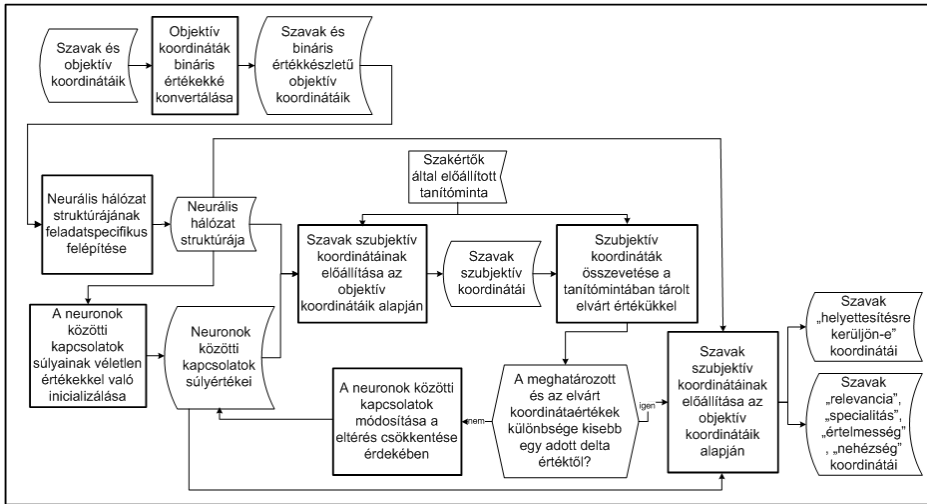 Szavak és
objektív
koordinátáik
Objektív
koordináták
bináris
értékekké
konvertálása
Szavak és
bináris
értékkészletű
objektív
koordinátáik
Szakértők
által előállított
tanítóminta
Neurális hálózat
struktúrájának
feladatspecifikus
felépítése
Neurális
hálózat
struktúrája
Szavak szubjektív
koordinátáinak
előállítása az
objektív
koordinátáik alapján
Szavak
szubjektív
koordinátái
Szubjektív
koordináták
összevetése a
tanítómintában tárolt
elvárt értékükkel
A neuronok
közötti
kapcsolatok
súlyainak véletlen
értékekkel való
inicializálása
Neuronok
közötti
kapcsolatok
súlyértékei
A neuronok közötti
kapcsolatok
módosítása a
eltérés csökkentése
érdekében
nem
A meghatározott
és az elvárt
koordinátaértékek
különbsége kisebb
egy adott delta
értéktől?
igen
Szavak
szubjektív
koordinátáinak
előállítása az
objektív
koordinátáik
alapján
Szavak
„helyettesítésre
kerüljön-e”
koordinátái
Szavak
„relevancia”,
„specialitás”,
„értelmesség”
, „nehézség”
koordinátái